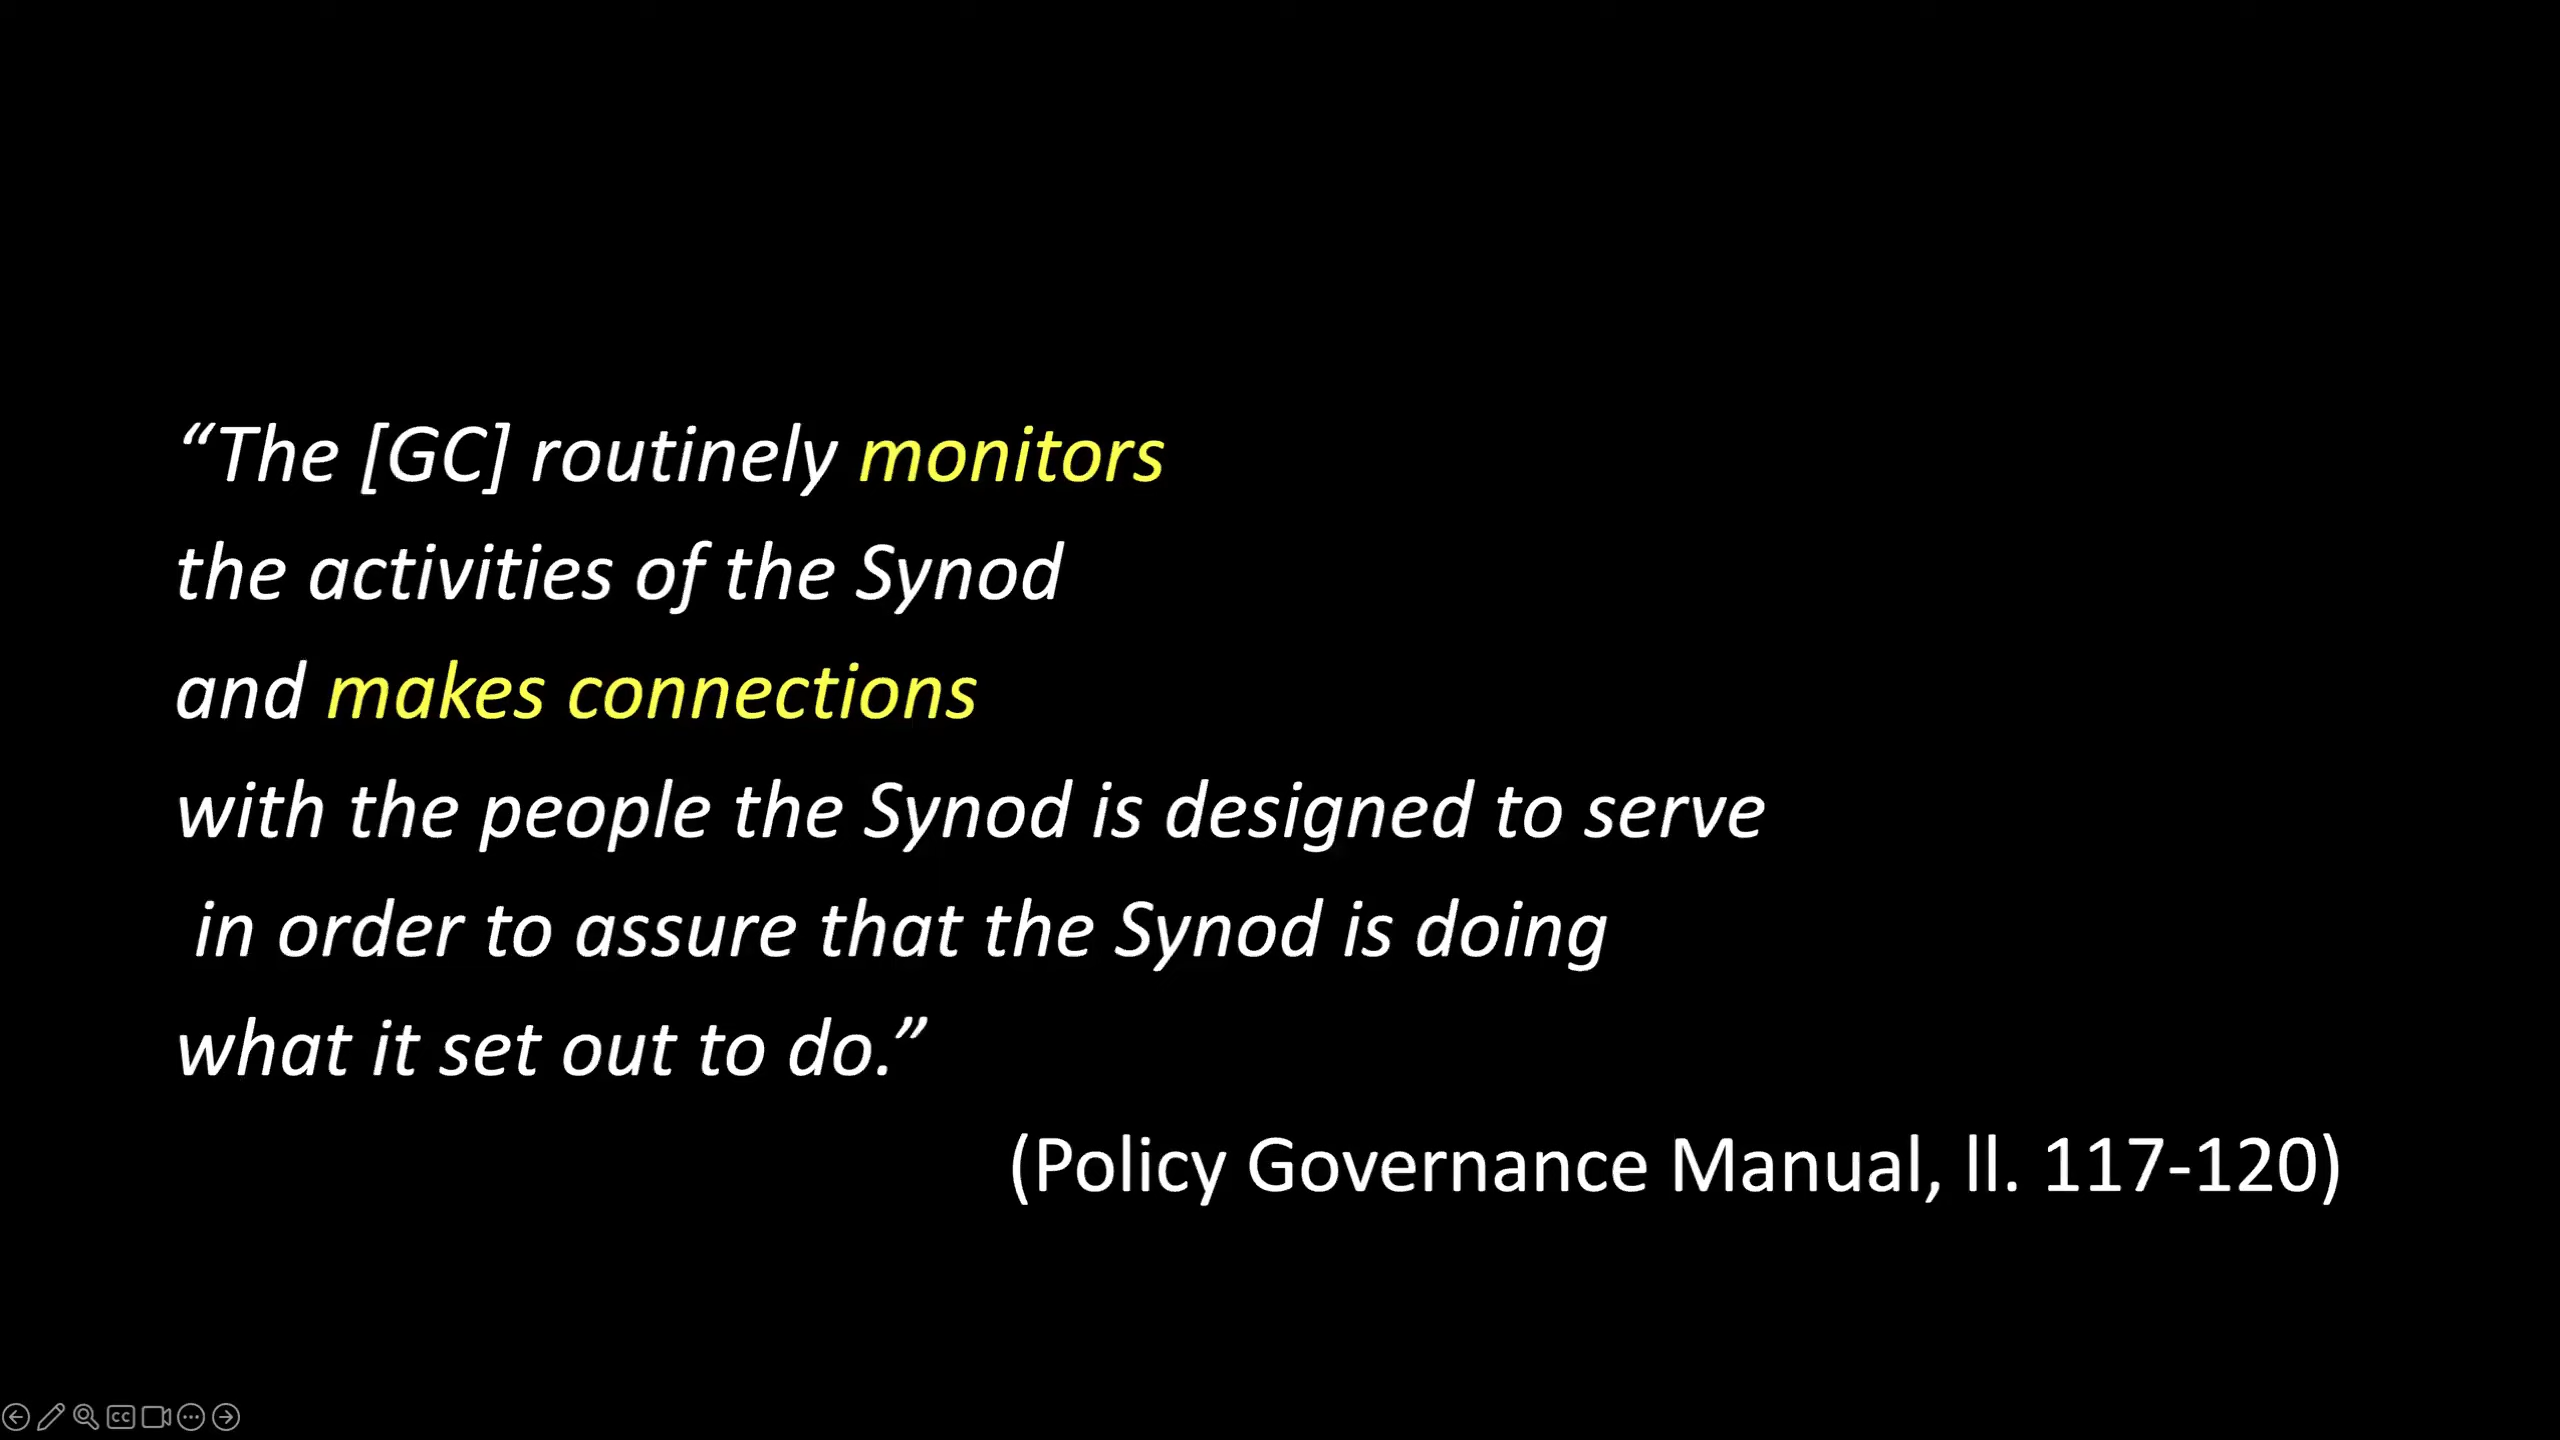 “The [GC] routinely monitors
the activities of the Synod
and makes connections
with the people the Synod is designed to serve
in order to assure that the Synod is doing
what it set out to do.”
(Policy Governance Manual, ll. 117-120)
CC